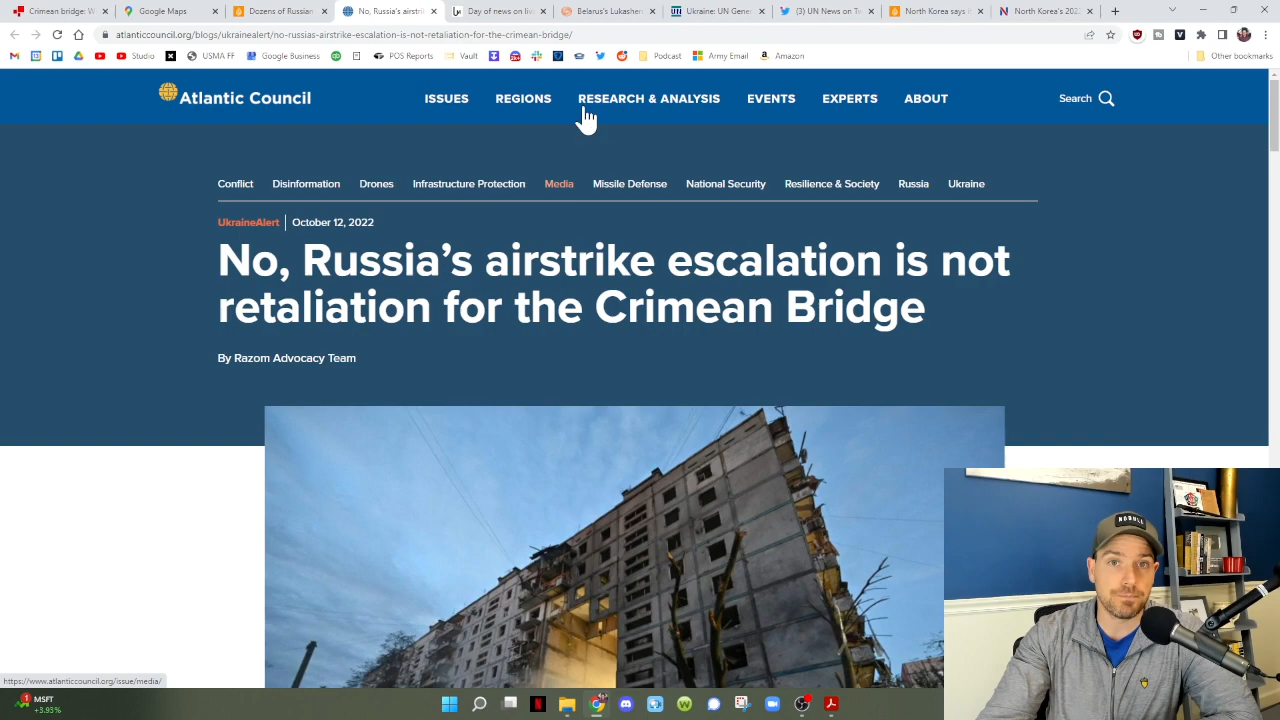 Crimean bridge: W
Google Maps
Dozens of Russian
No, Russia's airstri
Day of news on live
Belarus's Lukashen
Ukraine: UN Gene
(3) UN News on Tw
North Korea says i
North Korea's 202
atlanticcouncil.org/blogs/ukrainealert/no-russias-airstrike-escalation-is-not-retaliation-for-the-crimean-bridge/
Studio
USMA FF
Google Business
POS Reports
Vault
Podcast
Army Email
Amazon
Other bookmarks
Atlantic Council
ISSUES
REGIONS
RESEARCH & ANALYSIS
EVENTS
EXPERTS
ABOUT
Search
Conflict
Disinformation
Drones
Infrastructure Protection
Media
Missile Defense
National Security
Resilience & Society
Russia
Ukraine
UkraineAlert
October 12, 2022
No, Russia's airstrike escalation is not
retaliation for the Crimean Bridge
By Razom Advocacy Team
https://www.atlanticcouncil.org/issue/media/
1
MSFT
+3.93%